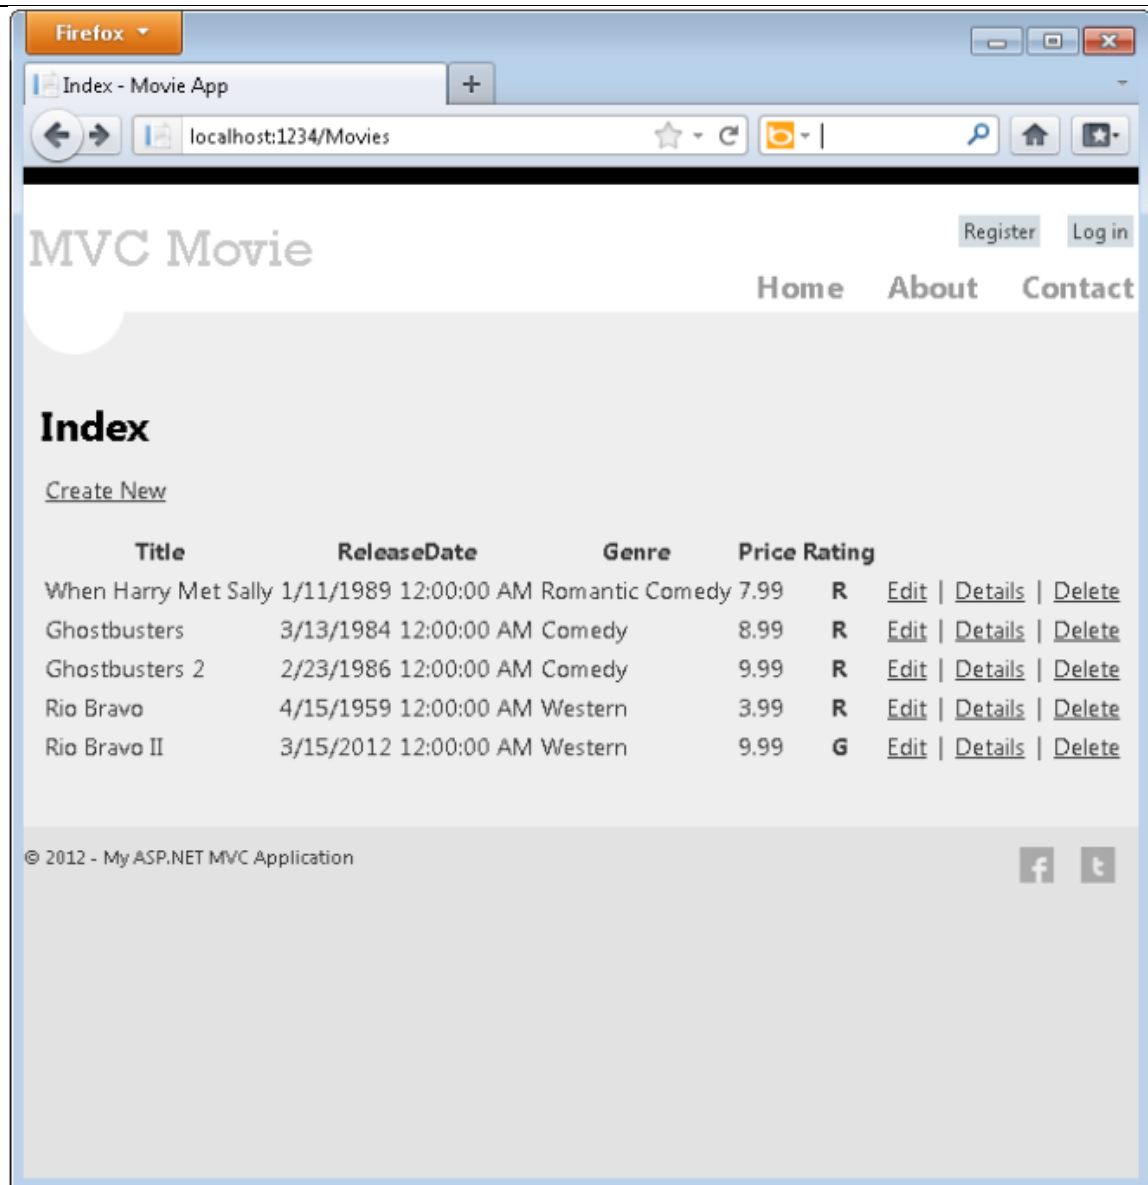 Firefox
Index - Movie App
localhost:1234/Movies
MVC Movie
Register Log in
Home About Contact
Index
Create New
Title ReleaseDate Genre Price Rating
When Harry Met Sally 1/11/1989 12:00:00 AM Romantic Comedy 7.99 R Edit | Details | Delete
Ghostbusters 3/13/1984 12:00:00 AM Comedy 8.99 R Edit | Details | Delete
Ghostbusters 2 2/23/1986 12:00:00 AM Comedy 9.99 R Edit | Details | Delete
Rio Bravo 4/15/1959 12:00:00 AM Western 3.99 R Edit | Details | Delete
Rio Bravo II 3/15/2012 12:00:00 AM Western 9.99 G Edit | Details | Delete
© 2012 - My ASP.NET MVC Application